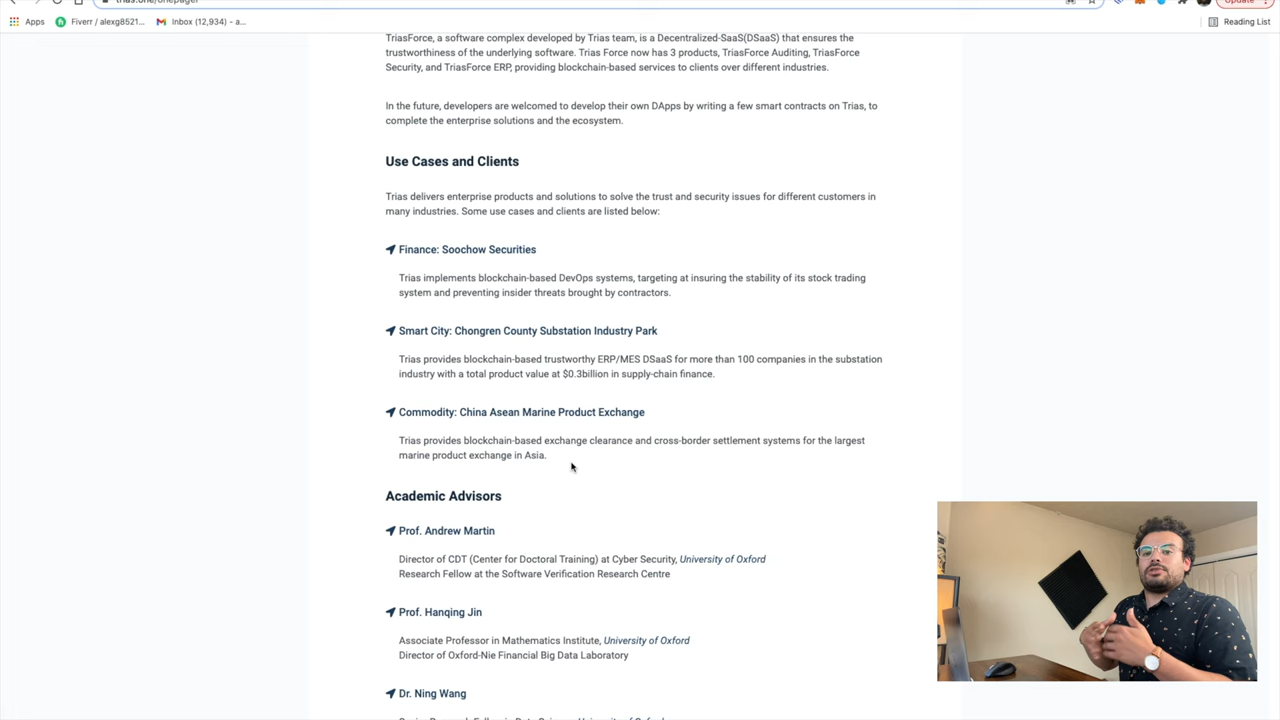 Update
Apps
Fiverr / alexg8521...
Inbox (12,934) – a...
Reading List
TriasForce, a software complex developed by Trias team, is a Decentralized-SaaS(DSaaS) that ensures the
trustworthiness of the underlying software. Trias Force now has 3 products, TriasForce Auditing, TriasForce
Security, and TriasForce ERP, providing blockchain-based services to clients over different industries.
In the future, developers are welcomed to develop their own DApps by writing a few smart contracts on Trias, to
complete the enterprise solutions and the ecosystem.
Use Cases and Clients
Trias delivers enterprise products and solutions to solve the trust and security issues for different customers in
many industries. Some use cases and clients are listed below:
Finance: Soochow Securities
Trias implements blockchain-based DevOps systems, targeting at insuring the stability of its stock trading
system and preventing insider threats brought by contractors.
Smart City: Chongren County Substation Industry Park
Trias provides blockchain-based trustworthy ERP/MES DSaaS for more than 100 companies in the substation
industry with a total product value at $0.3billion in supply-chain finance.
Commodity: China Asean Marine Product Exchange
Trias provides blockchain-based exchange clearance and cross-border settlement systems for the largest
marine product exchange in Asia.
Academic Advisors
Prof. Andrew Martin
Director of CDT (Center for Doctoral Training) at Cyber Security, University of Oxford
Research Fellow at the Software Verification Research Centre
Prof. Hanqing Jin
Associate Professor in Mathematics Institute, University of Oxford
Director of Oxford-Nie Financial Big Data Laboratory
Dr. Ning Wang